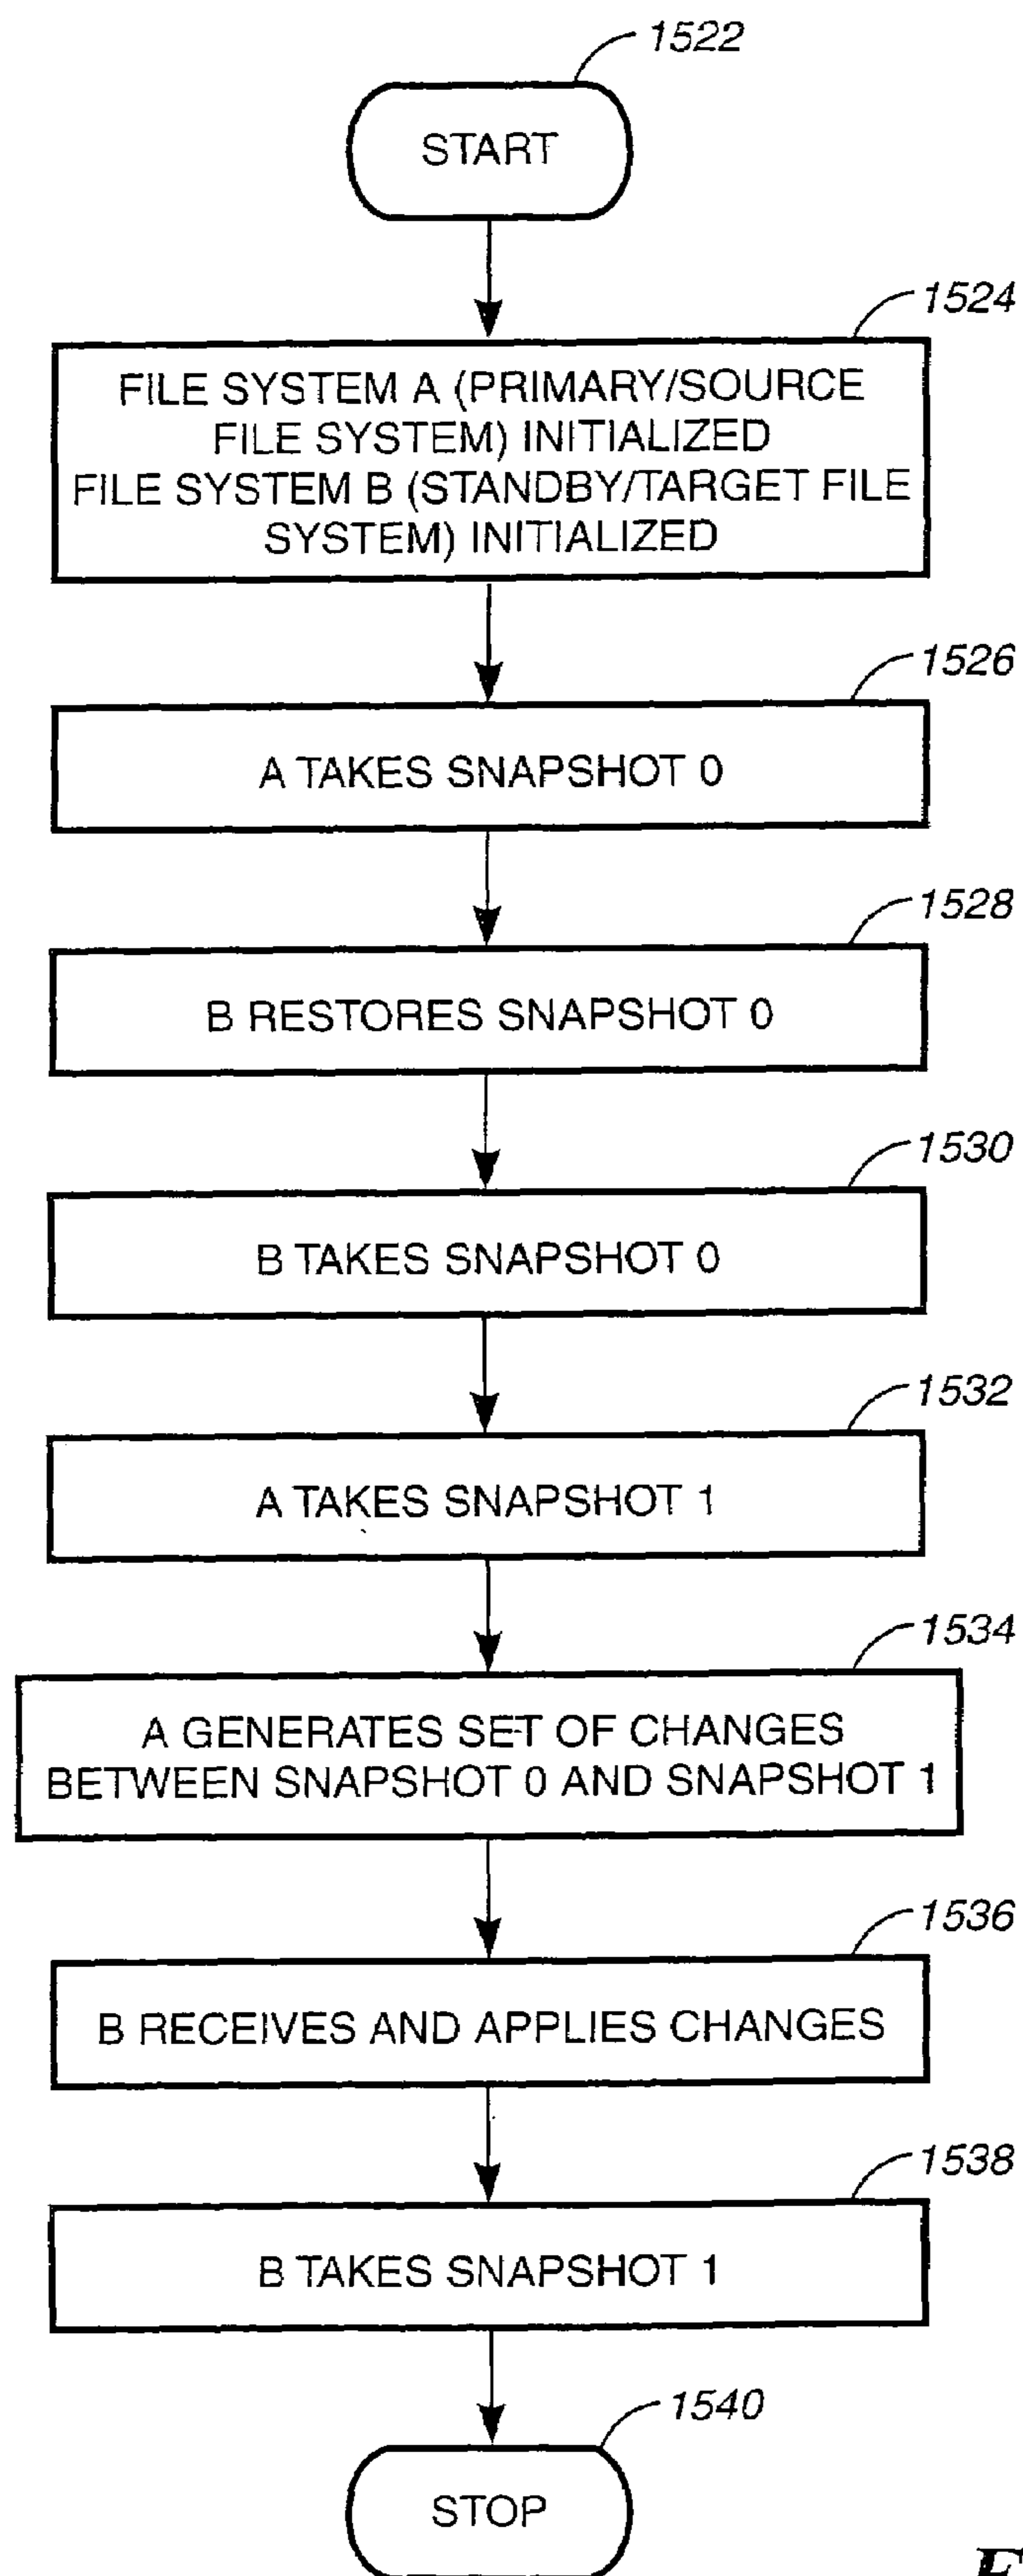 1522
START
1524
FILE SYSTEM A (PRIMARY/SOURCE
FILE SYSTEM) INITIALIZED
FILE SYSTEM B (STANDBY/TARGET FILE
SYSTEM) INITIALIZED
1526
A TAKES SNAPSHOT 0
1528
B RESTORES SNAPSHOT 0
1530
B TAKES SNAPSHOT 0
1532
A TAKES SNAPSHOT 1
1534
A GENERATES SET OF CHANGES
BETWEEN SNAPSHOT 0 AND SNAPSHOT 1
1536
B RECEIVES AND APPLIES CHANGES
1538
B TAKES SNAPSHOT 1
1540
STOP